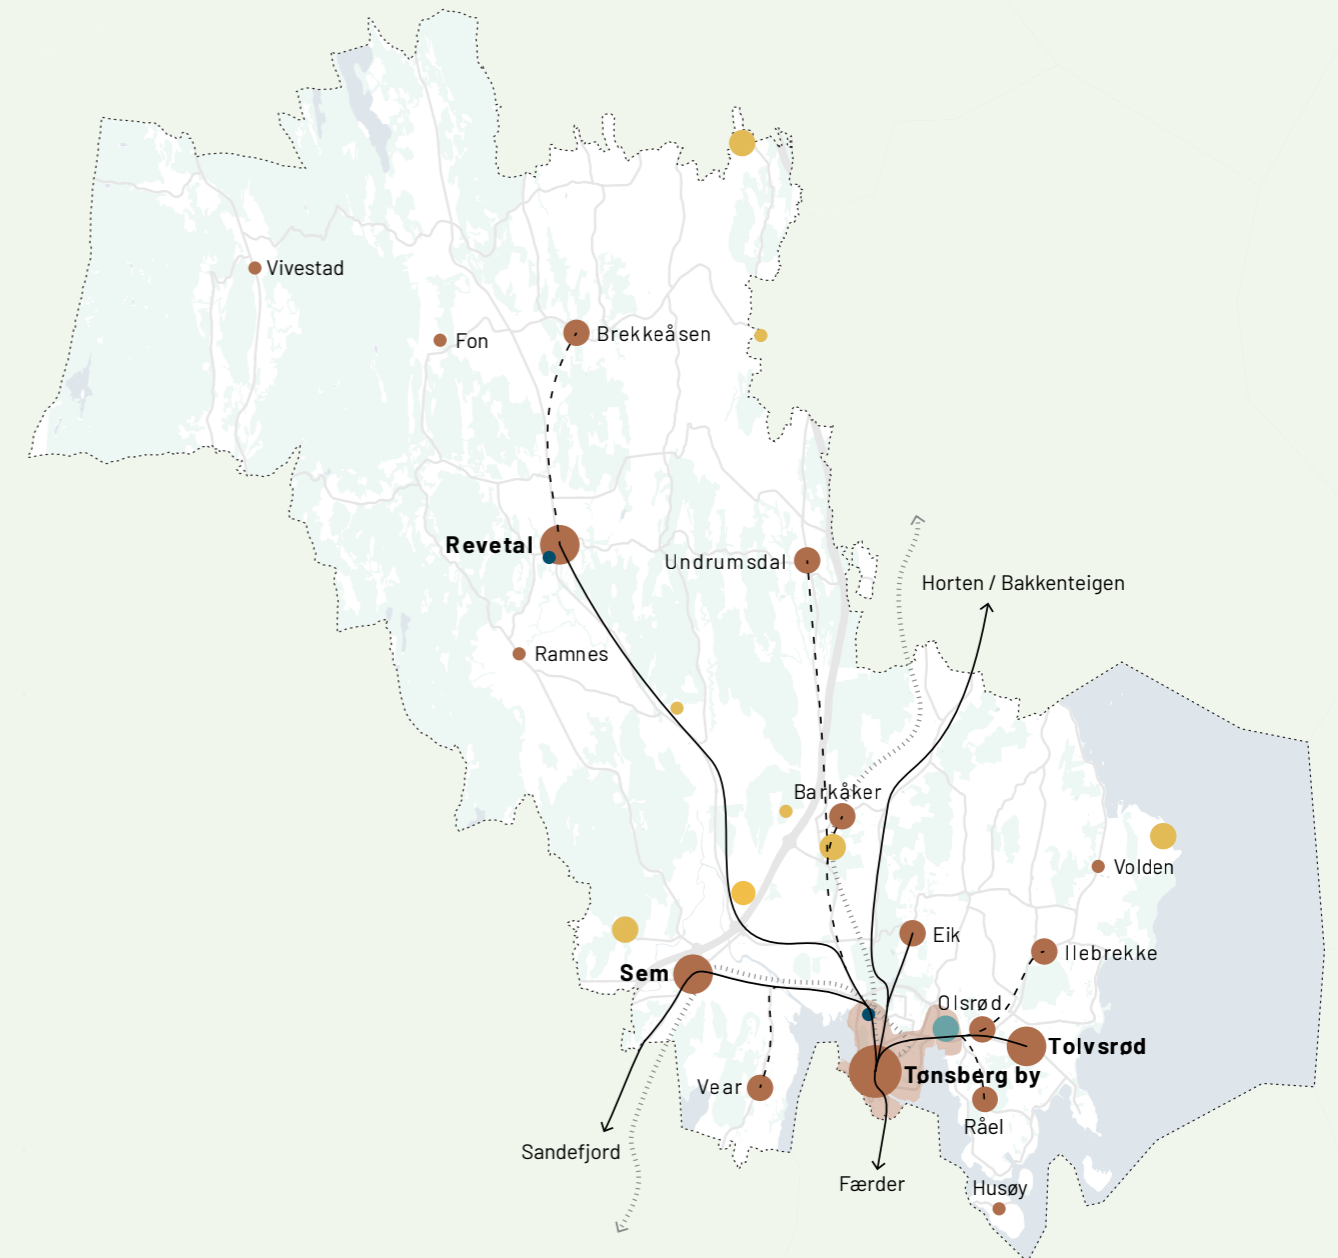 Vivestad
Fon
Brekkeåsen
Revetal
Undrumsdal
Horten / Bakkenteigen
Ramnes
Barkåker
Volden
Eik
Ilebrekke
Sem
Olsrød
Tolvsrød
Tønsberg by
Vear
Råel
Sandefjord
Færder
Husøy